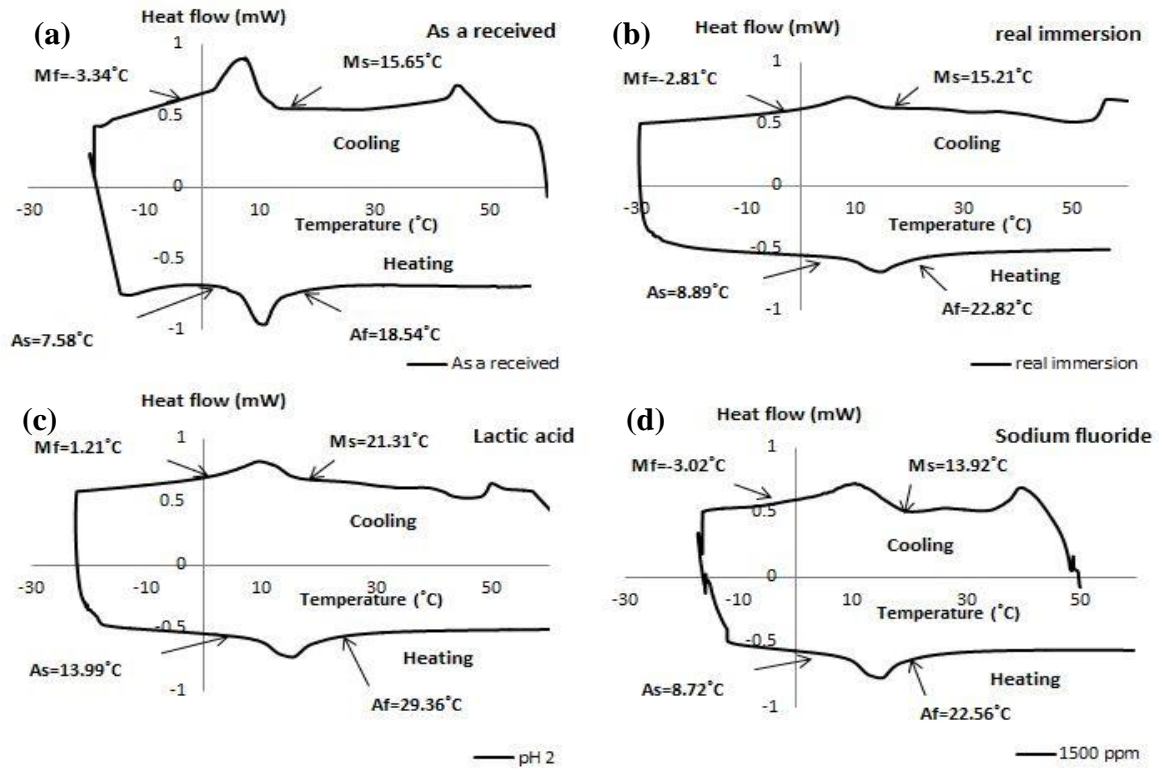 (a)
Heat flow (mW)
As a received
Mf=-3.34˚C
Ms=15.65˚C
1
0.5
0
-0.5
-1
Cooling
-30
-10
10
30
50
Temperature (˚C)
Heating
As=7.58˚C
Af=18.54˚C
As a received
(b)
Heat flow (mW)
real immersion
Mf=-2.81˚C
Ms=15.21˚C
1
0.5
0
-0.5
-1
Cooling
-30
-10
10
30
50
Temperature (˚C)
Heating
As=8.89˚C
Af=22.82˚C
real immersion
(c)
Heat flow (mW)
Lactic acid
Mf=1.21˚C
Ms=21.31˚C
1
0.5
0
-0.5
-1
Cooling
-30
-10
10
30
50
Temperature (˚C)
Heating
As=13.99˚C
Af=29.36˚C
pH 2
(d)
Heat flow (mW)
Sodium fluoride
Mf=-3.02˚C
Ms=13.92˚C
1
0.5
0
-0.5
-1
Cooling
-30
-10
10
30
50
Temperature (˚C)
Heating
As=8.72˚C
Af=22.56˚C
1500 ppm